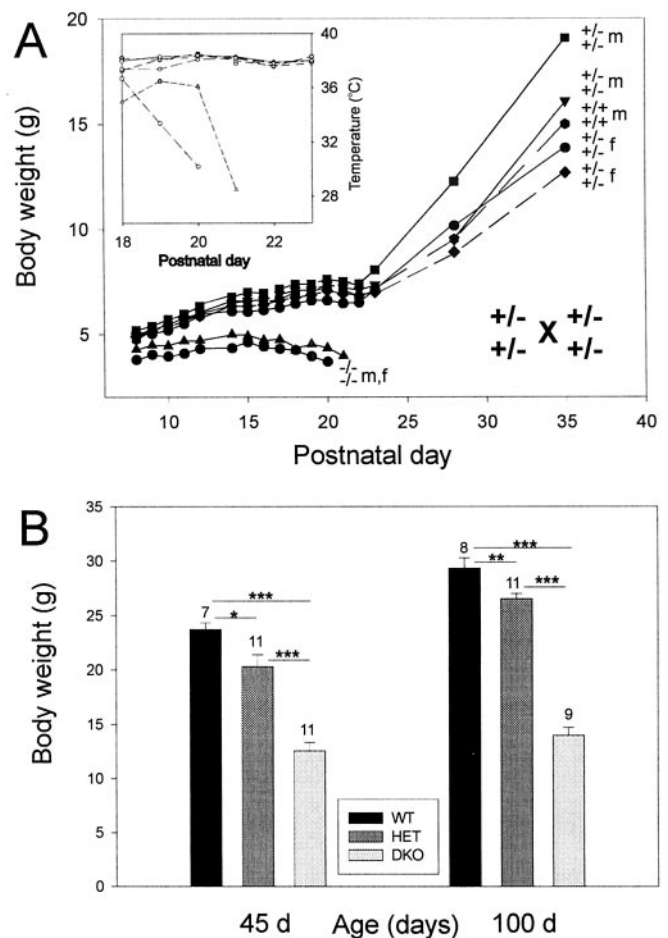 A
20
15
10
5
Body weight (g)
40
36
32
28
Temperature (°C)
18
20
22
Postnatal day
+/- m
+/-
+/- m
+/-
+/+ m
+/+
+/- f
+/-
+/- f
+/-
-/- m,f
-/-
+/- X +/-
+/- +/-
10
15
20
25
30
35
40
Postnatal day
B
35
30
25
20
15
10
5
0
Body weight (g)
***
7
*
11
***
11
***
8
**
11
***
9
WT
HET
DKO
45 d
Age (days)
100 d